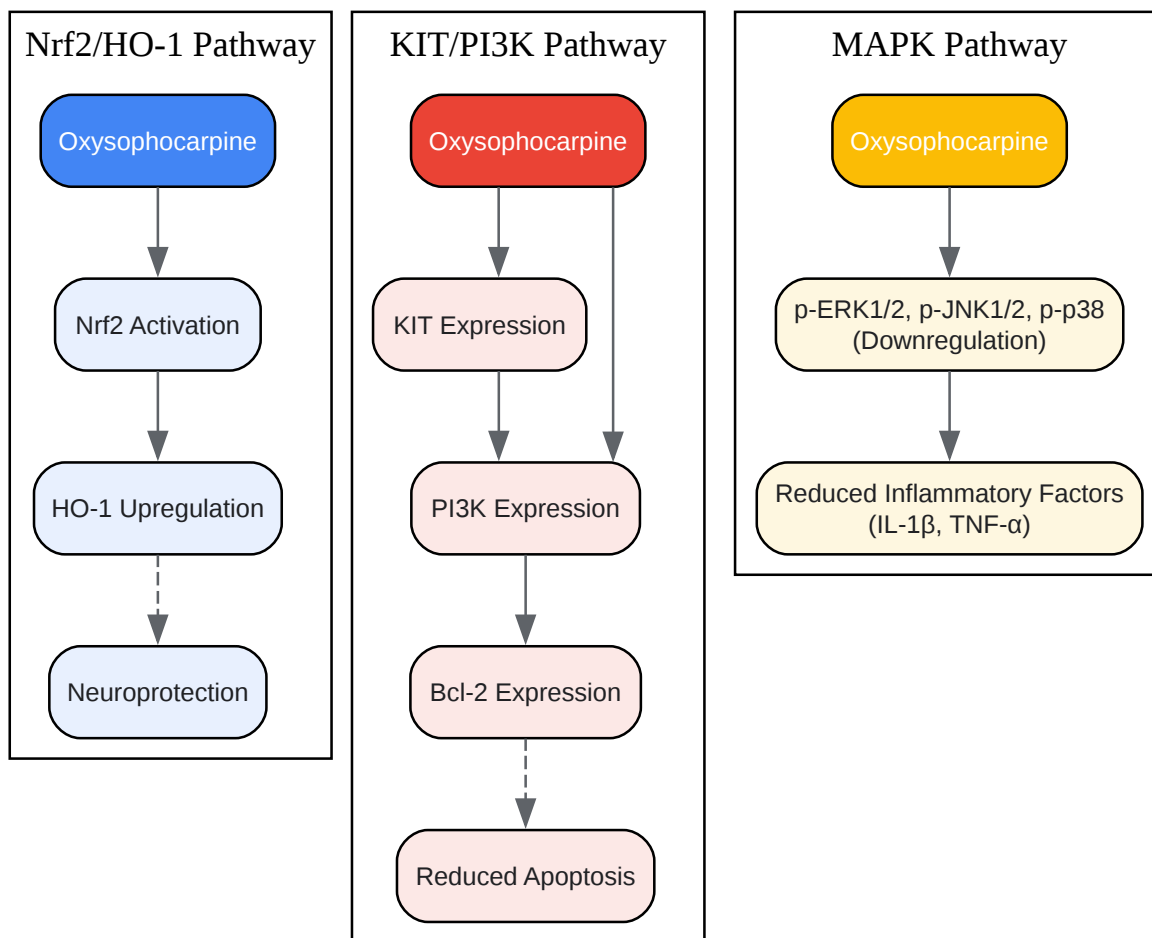 Nrf2/HO-1 Pathway
Oxysophocarpine
Nrf2 Activation
HO-1 Upregulation
Neuroprotection
KIT/PI3K Pathway
Oxysophocarpine
KIT Expression
PI3K Expression
Bcl-2 Expression
Reduced Apoptosis
MAPK Pathway
Oxysophocarpine
p-ERK1/2, p-JNK1/2, p-p38
(Downregulation)
Reduced Inflammatory Factors
(IL-1β, TNF-α)